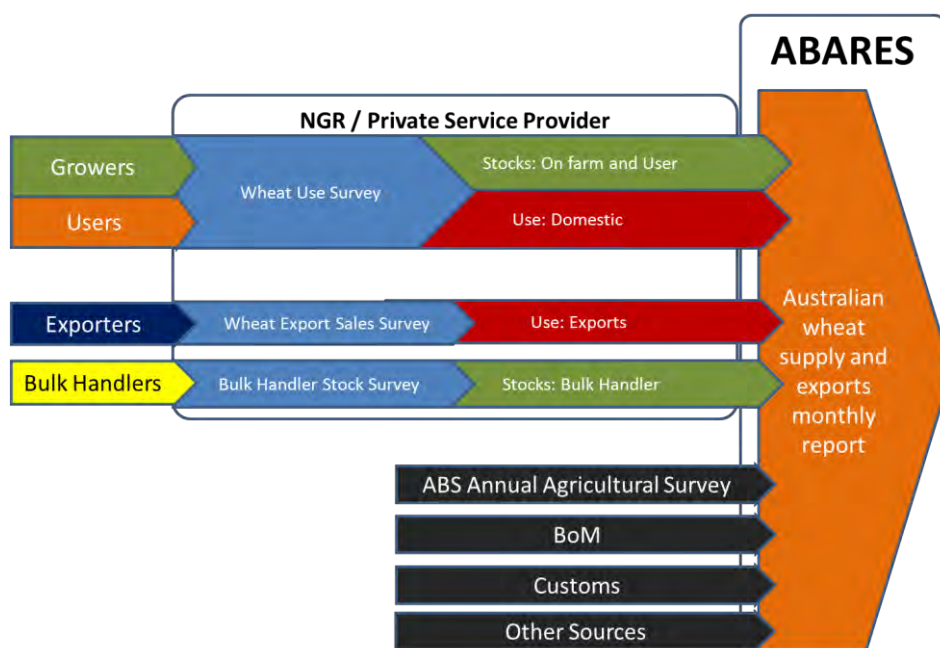 ABARES
NGR / Private Service Provider
Growers
Users
Wheat Use Survey
Stocks: On farm and User
Use: Domestic
Exporters
Wheat Export Sales Survey
Use: Exports
Bulk Handlers
Bulk Handler Stock Survey
Stocks: Bulk Handler
Australian
wheat
supply and
exports
monthly
report
ABS Annual Agricultural Survey
BoM
Customs
Other Sources